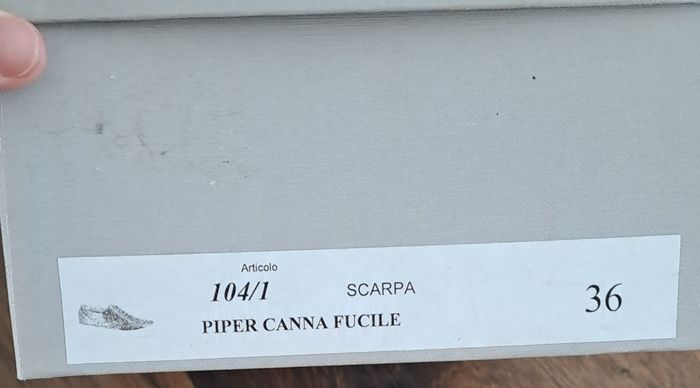 Articolo
104/1 SCARPA 36
PIPER CANNA FUCILE